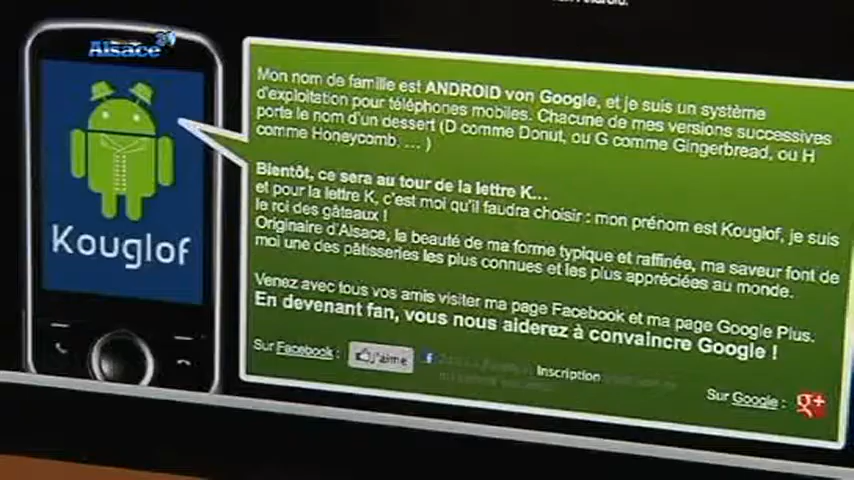 Alsace
Mon nom de famille est ANDROID von Google, et je suis un système
d'exploitation pour téléphones mobiles. Chacune de mes versions successives
porte le nom d'un dessert (D comme Donut, ou G comme Gingerbread, ou H
comme Honeycomb, ... )
Bientôt, ce sera au tour de la lettre K...
et pour la lettre K, c'est moi qu'il faudra choisir : mon prénom est Kouglof, je suis
le roi des gâteaux !
Originaire d'Alsace, la beauté de ma forme typique et raffinée, ma saveur font de
moi une des pâtisseries les plus connues et les plus appréciées au monde.
Venez avec tous vos amis visiter ma page Facebook et ma page Google Plus.
En devenant fan, vous nous aiderez à convaincre Google !
Sur Facebook :
J'aime
Inscription
Sur Google :
g+
Kouglof